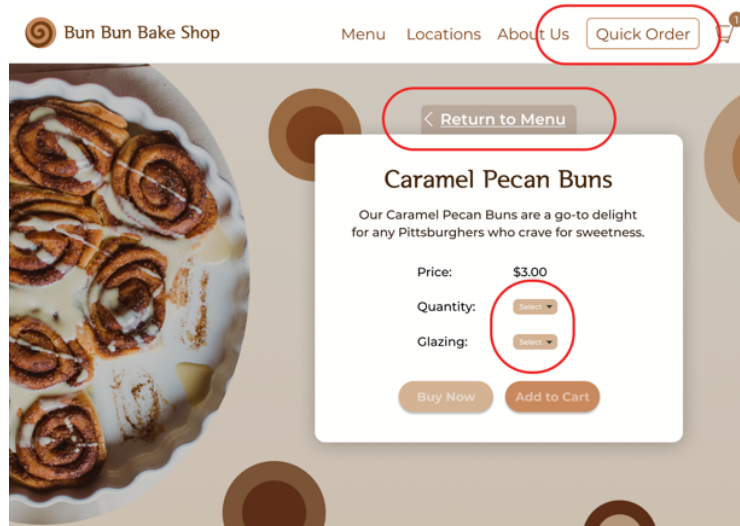 Bun Bun Bake Shop
Menu Locations About Us Quick Order 1
< Return to Menu
Caramel Pecan Buns
Our Caramel Pecan Buns are a go-to delight
for any Pittsburghers who crave for sweetness.
Price: $3.00
Quantity: Select
Glazing: Select
Buy Now Add to Cart